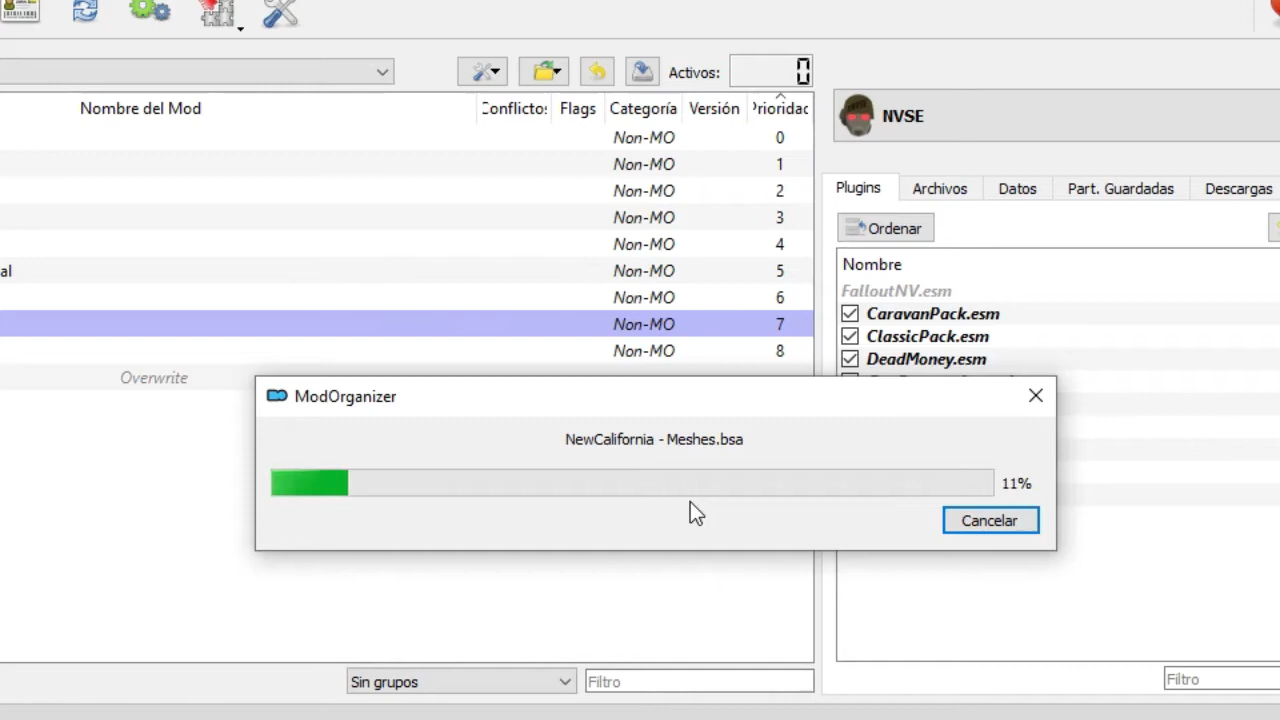 Activos: 0
Nombre del Mod Conflictos Flags Categoría Versión Prioridad
Non-MO 0
Non-MO 1
Non-MO 2
Non-MO 3
Non-MO 4
al Non-MO 5
Non-MO 6
Non-MO 7
Non-MO 8
Overwrite
Sin grupos Filtro
NVSE
Plugins Archivos Datos Part. Guardadas Descargas
Ordenar
Nombre
FalloutNV.esm
CaravanPack.esm
ClassicPack.esm
DeadMoney.esm
Filtro
ModOrganizer
NewCalifornia - Meshes.bsa
11%
Cancelar